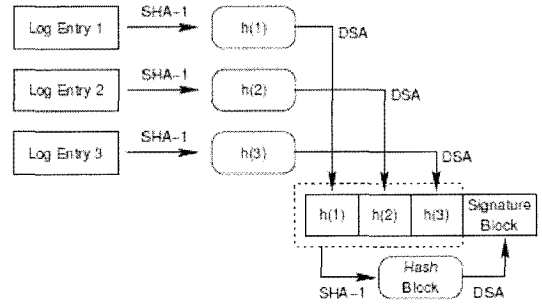 Log Entry 1
SHA-1
h(1)
DSA
Log Entry 2
SHA-1
h(2)
DSA
Log Entry 3
SHA-1
h(3)
DSA
h(1)
h(2)
h(3)
Signature
Block
SHA-1
Hash
Block
DSA